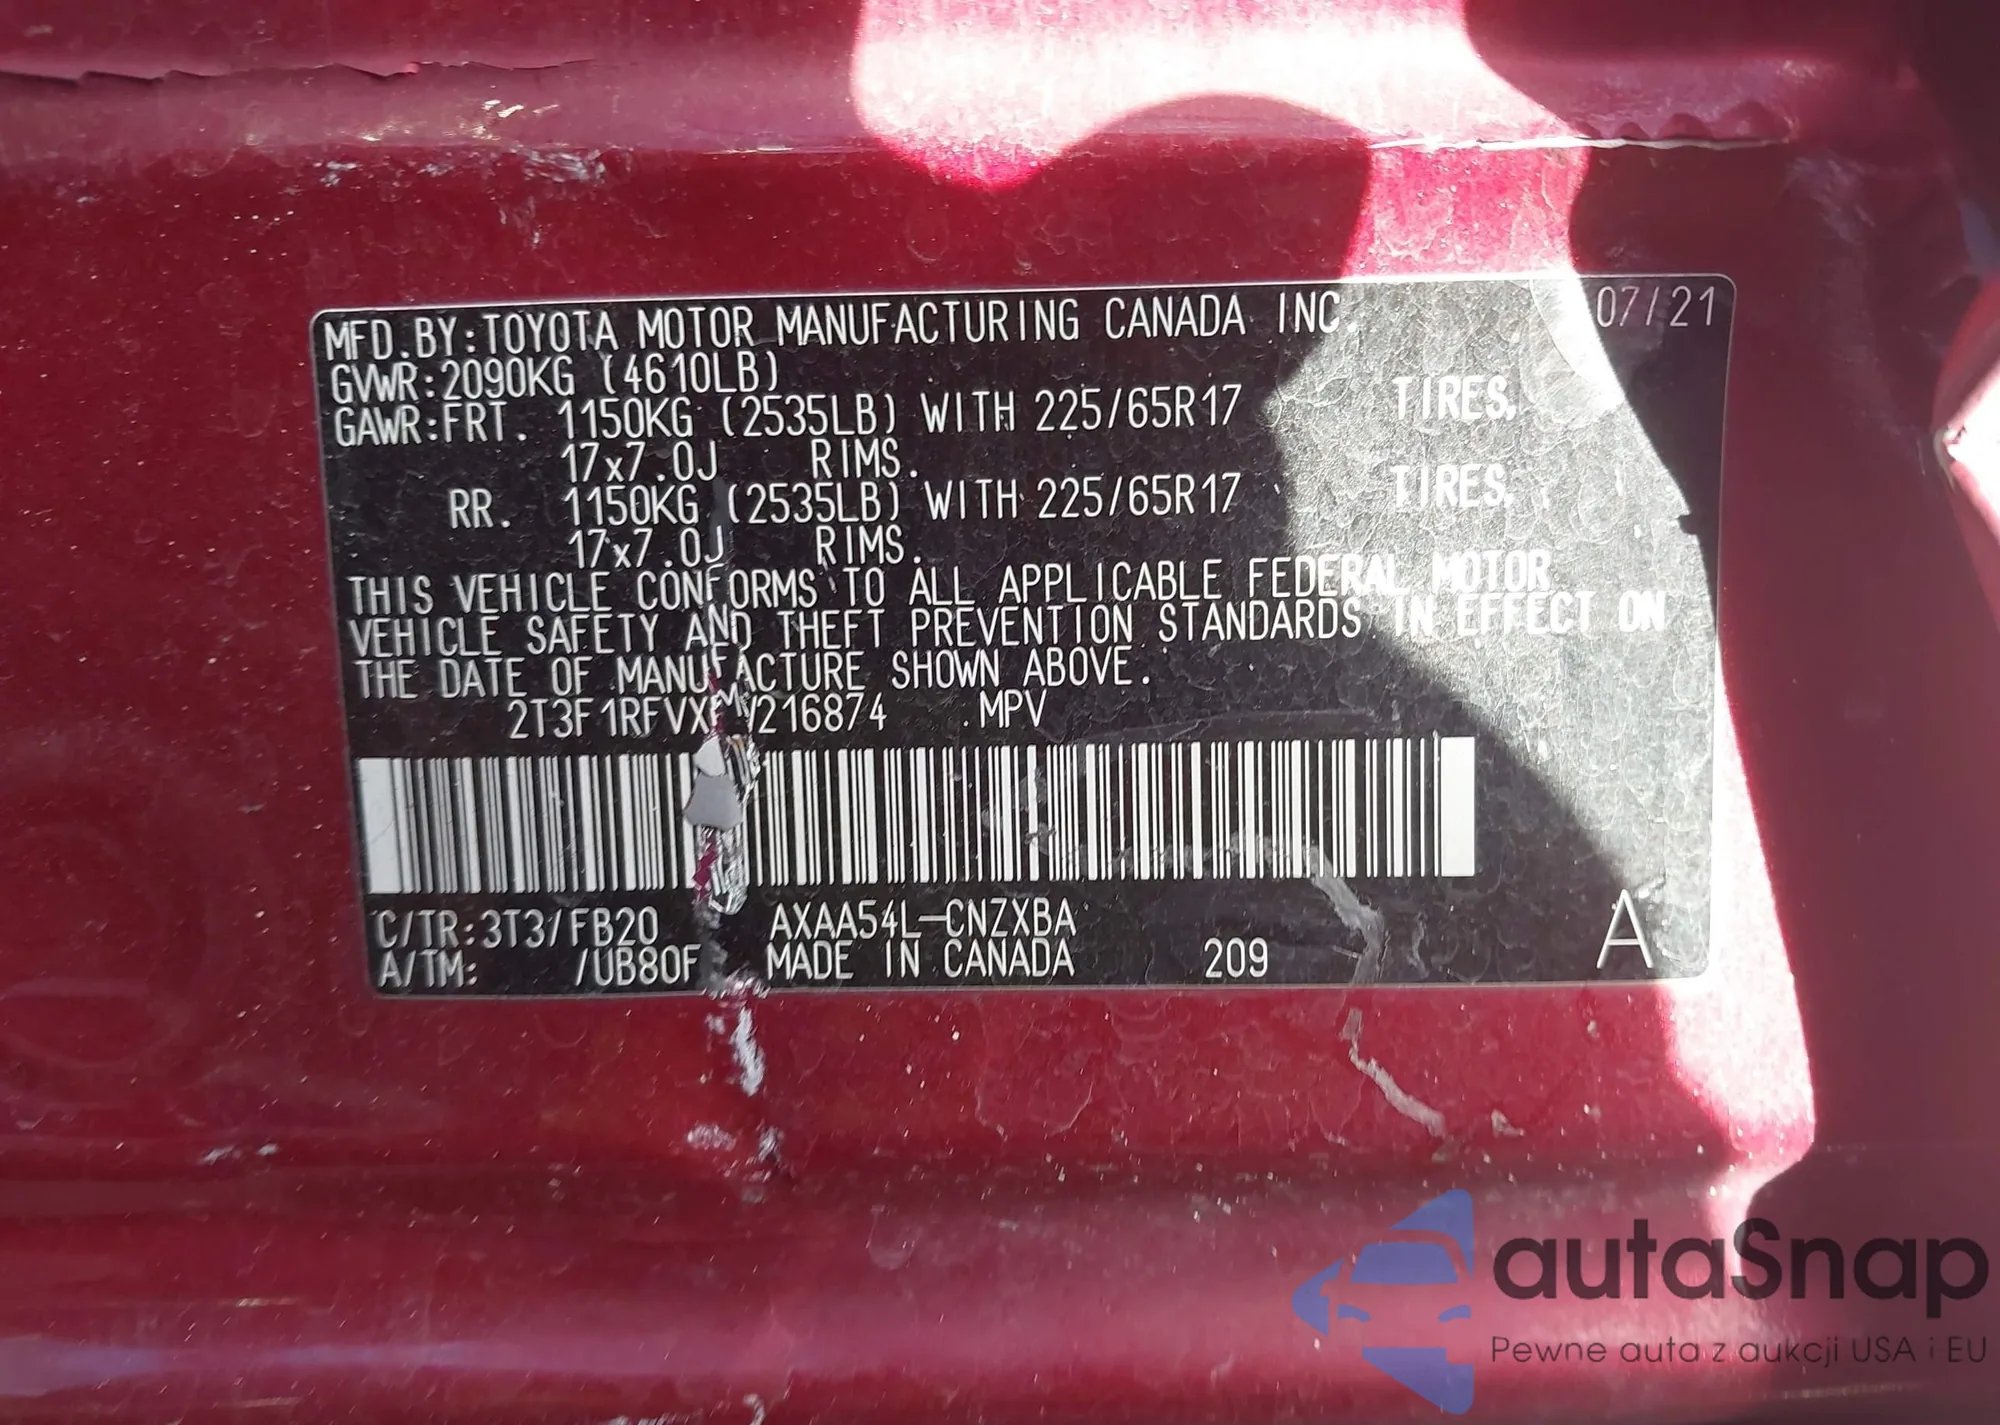 MFD.BY:TOYOTA MOTOR MANUFACTURING CANADA INC. 07/21
GVWR:2090KG (4610LB)
GAWR:FRT. 1150KG (2535LB) WITH 225/65R17 TIRES,
17x7.0J RIMS.
RR. 1150KG (2535LB) WITH 225/65R17 TIRES,
17x7.0J RIMS.
THIS VEHICLE CONFORMS TO ALL APPLICABLE FEDERAL MOTOR
VEHICLE SAFETY AND THEFT PREVENTION STANDARDS IN EFFECT ON
THE DATE OF MANUFACTURE SHOWN ABOVE.
MPV
C/TR:3T3/FB20 AXAA54L-CNZXBA
A/TM: /UB80F MADE IN CANADA 209 A
autaSnap
Pewne auta z aukcji USA i EU